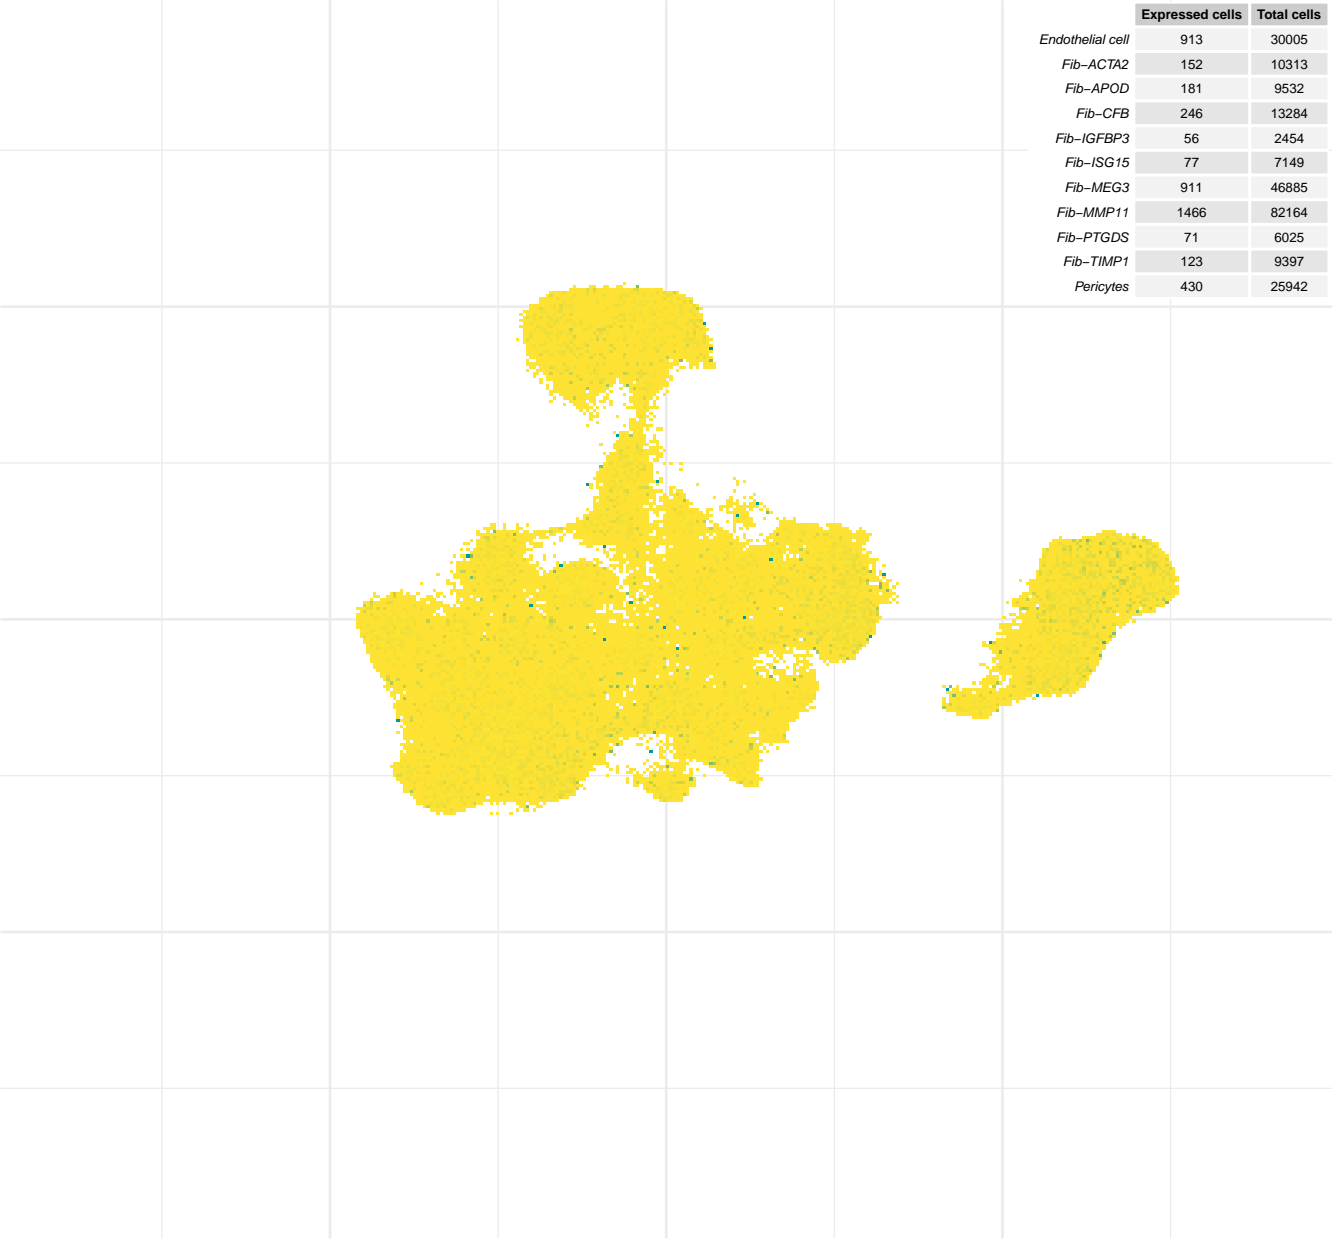 Expressed cells Total cells
Endothelial cell 913 30005
Fib−ACTA2 152 10313
Fib−APOD 181 9532
Fib−CFB 246 13284
Fib−IGFBP3 56 2454
Fib−ISG15 77 7149
Fib−MEG3 911 46885
Fib−MMP11 1466 82164
Fib−PTGDS 71 6025
Fib−TIMP1 123 9397
Pericytes 430 25942